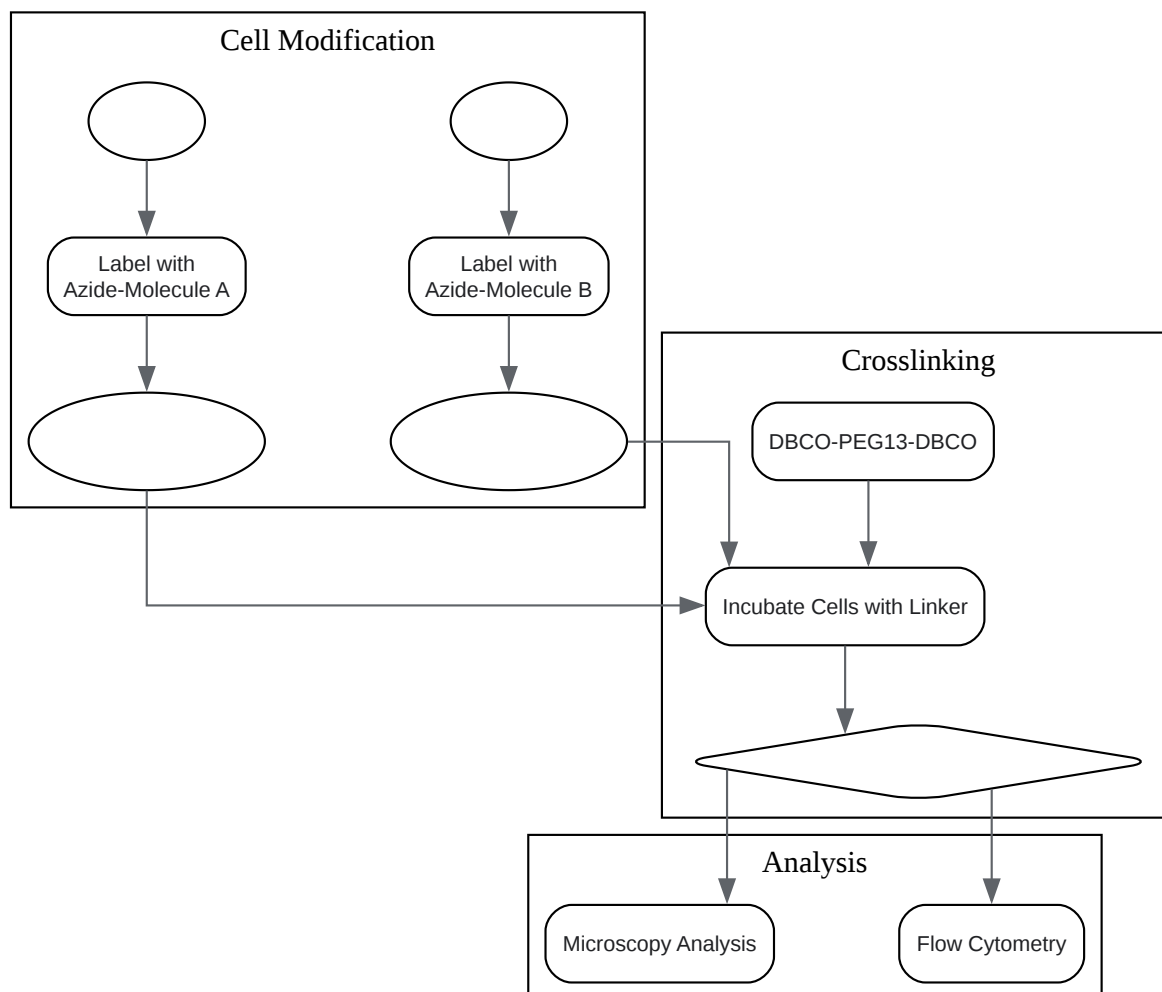 Cell Modification
Label with
Azide-Molecule A
Label with
Azide-Molecule B
Crosslinking
DBCO-PEG13-DBCO
Incubate Cells with Linker
Analysis
Microscopy Analysis
Flow Cytometry